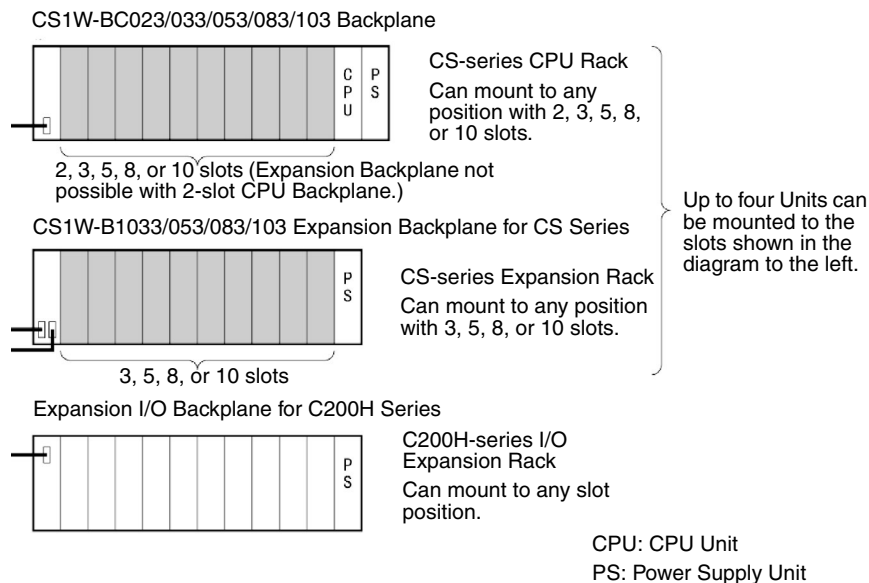 CS1W-BC023/033/053/083/103 Backplane
C
P
U
P
S
CS-series CPU Rack
Can mount to any
position with 2, 3, 5, 8,
or 10 slots.
2, 3, 5, 8, or 10 slots (Expansion Backplane not
possible with 2-slot CPU Backplane.)
Up to four Units can
be mounted to the
slots shown in the
diagram to the left.
CS1W-B1033/053/083/103 Expansion Backplane for CS Series
P
S
CS-series Expansion Rack
Can mount to any position
with 3, 5, 8, or 10 slots.
3, 5, 8, or 10 slots
Expansion I/O Backplane for C200H Series
P
S
C200H-series I/O
Expansion Rack
Can mount to any slot
position.
CPU: CPU Unit
PS: Power Supply Unit